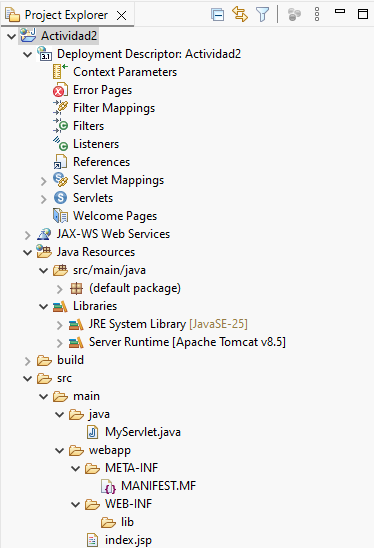 Project Explorer
Actividad2
Deployment Descriptor: Actividad2
Context Parameters
Error Pages
Filter Mappings
Filters
Listeners
References
Servlet Mappings
Servlets
Welcome Pages
JAX-WS Web Services
Java Resources
src/main/java
(default package)
Libraries
JRE System Library [JavaSE-25]
Server Runtime [Apache Tomcat v8.5]
build
src
main
java
MyServlet.java
webapp
META-INF
MANIFEST.MF
WEB-INF
lib
index.jsp